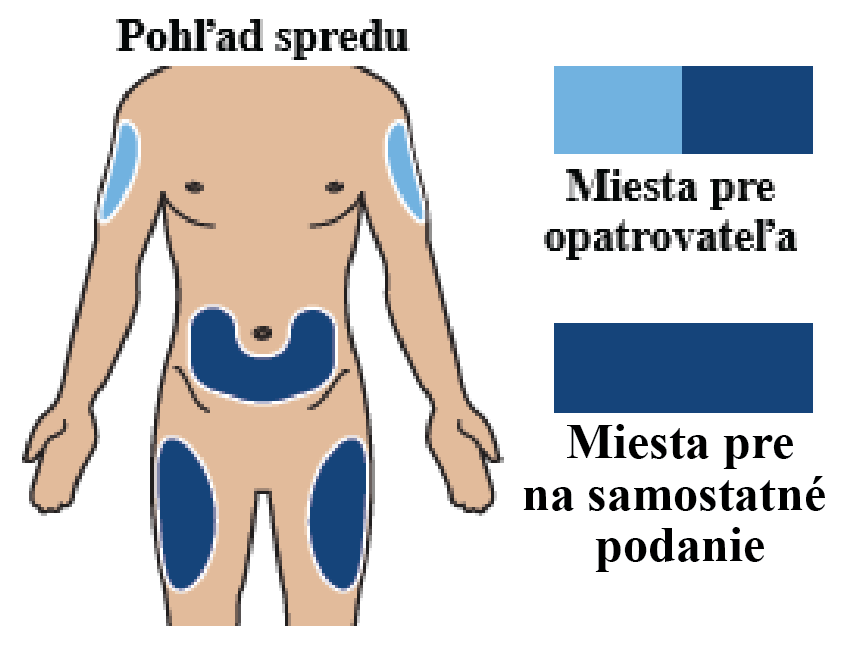 Pohľad spredu
Miesta pre
opatrovateľa
Miesta pre
na samostatné
podanie